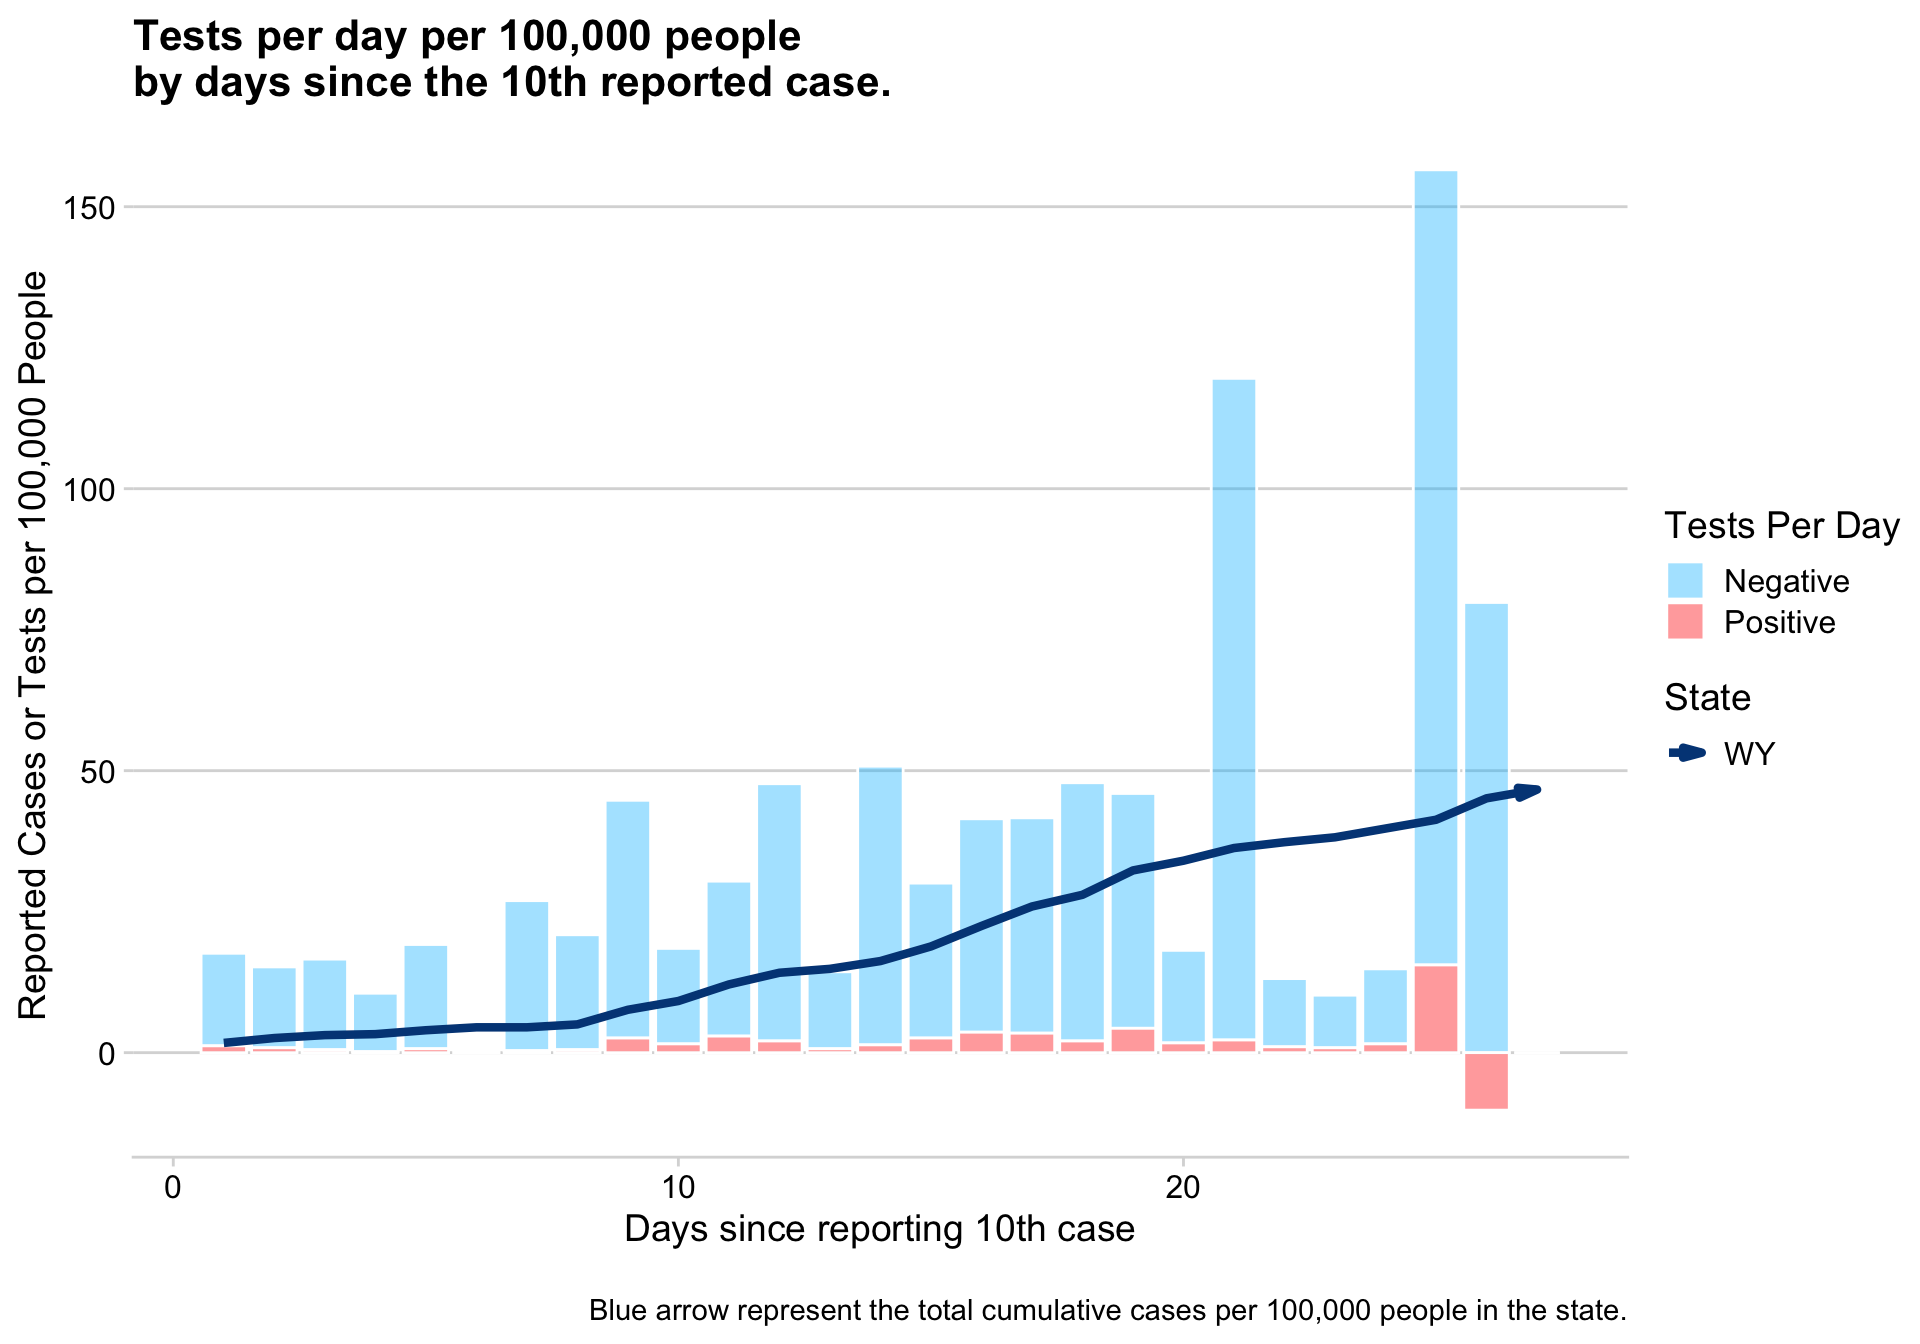 Tests per day per 100,000 people
by days since the 10th reported case.
Reported Cases or Tests per 100,000 People
150
100
50
0
0
10
20
Days since reporting 10th case
Tests Per Day
Negative
Positive
State
WY
Blue arrow represent the total cumulative cases per 100,000 people in the state.